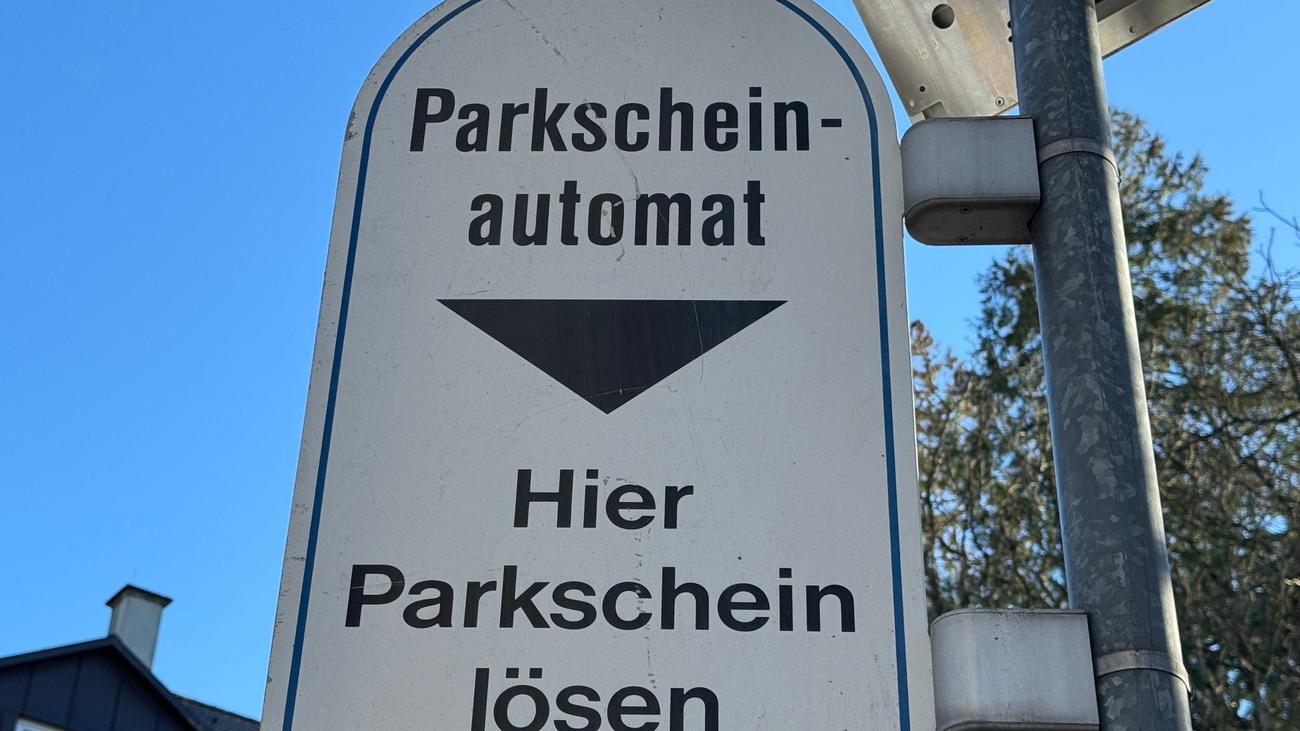 Parkschein-
automat
Hier
Parkschein
lösen